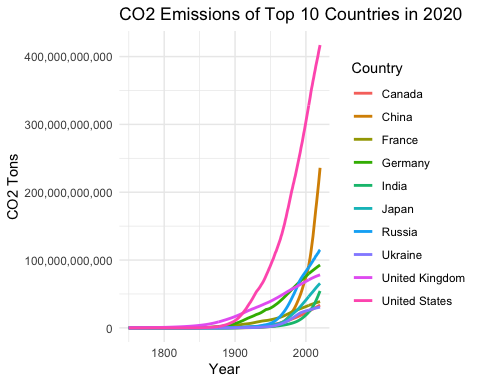 CO2 Emissions of Top 10 Countries in 2020
400,000,000,000
300,000,000,000
200,000,000,000
100,000,000,000
0
CO2 Tons
1800
1900
2000
Year
Country
Canada
China
France
Germany
India
Japan
Russia
Ukraine
United Kingdom
United States